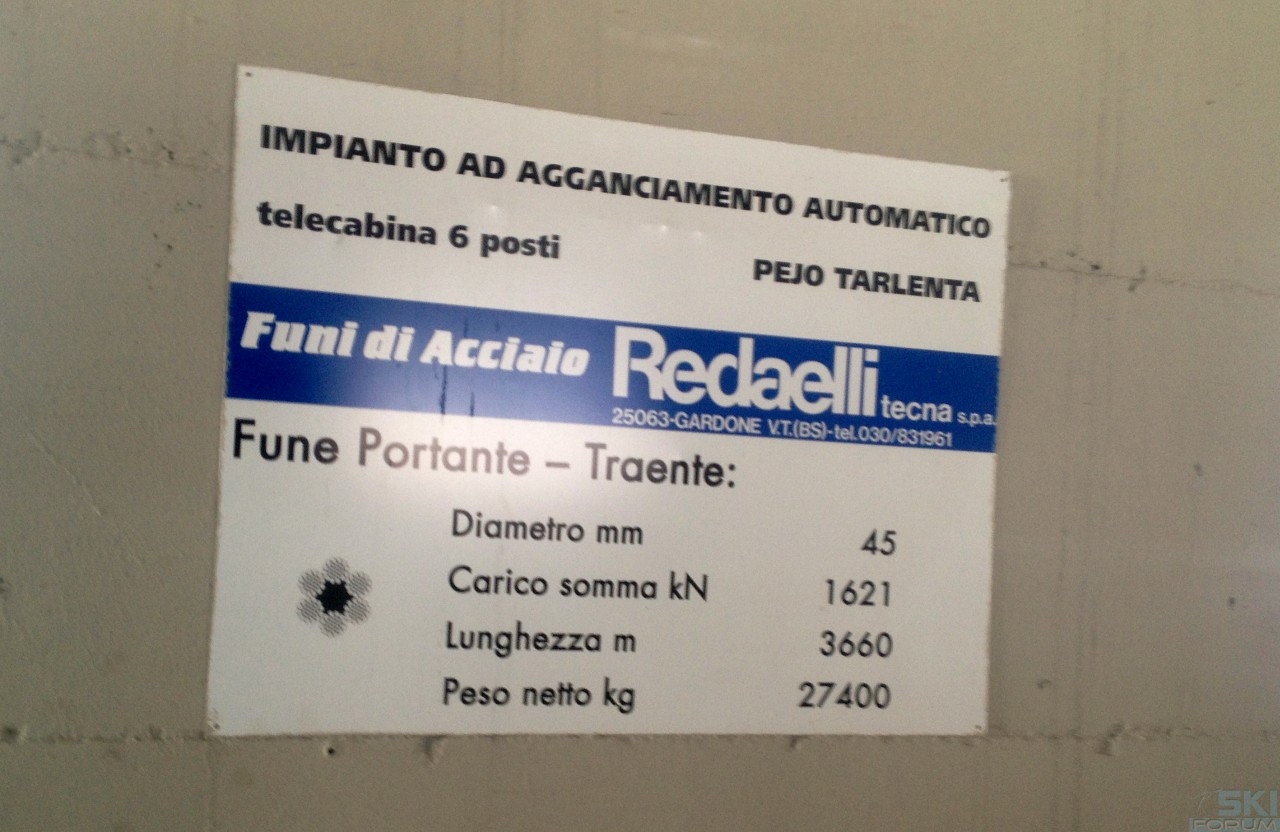 IMPIANTO AD AGGANCIAMENTO AUTOMATICO
telecabina 6 posti
PEJO TARLENTA
Funi di Acciaio Redaelli tecna s.p.a.
25063-GARDONE V.T.(BS)-tel.030/831961
Fune Portante – Traente:
Diametro mm 45
Carico somma kN 1621
Lunghezza m 3660
Peso netto kg 27400
SKI
FORUM